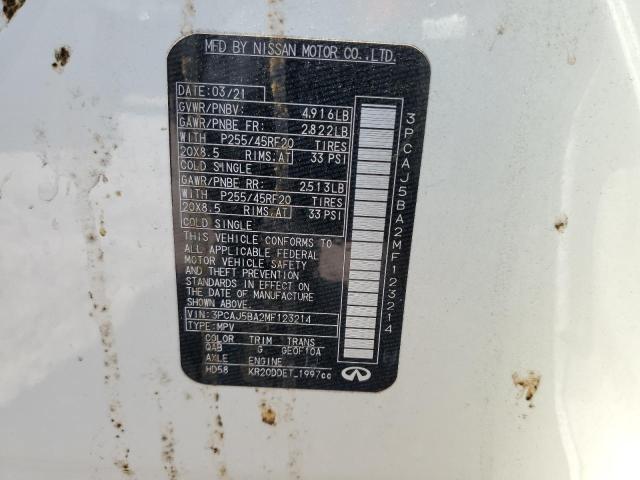 MFD BY NISSAN MOTOR CO.,LTD.
DATE: 03/21
GVWR/PNBV: 4,916LB
GAWR/PNBE FR: 2,822LB
WITH P255/45RF20 TIRES
20X8.5 RIMS,AT 33 PSI
COLD SINGLE
GAWR/PNBE RR: 2513LB
WITH P255/45RF20 TIRES
20X8.5 RIMS,AT 33 PSI
COLD SINGLE
THIS VEHICLE CONFORMS TO
ALL APPLICABLE FEDERAL
MOTOR VEHICLE SAFETY
AND THEFT PREVENTION
STANDARDS IN EFFECT ON
THE DATE OF MANUFACTURE
SHOWN ABOVE.
VIN: 3PCAJ5BA2MF123214
TYPE: MPV
COLOR TRIM TRANS
QAB G GE0F10A
AXLE ENGINE
HD58 KR20DDET 1997cc
3PCAJ5BA2MF123214